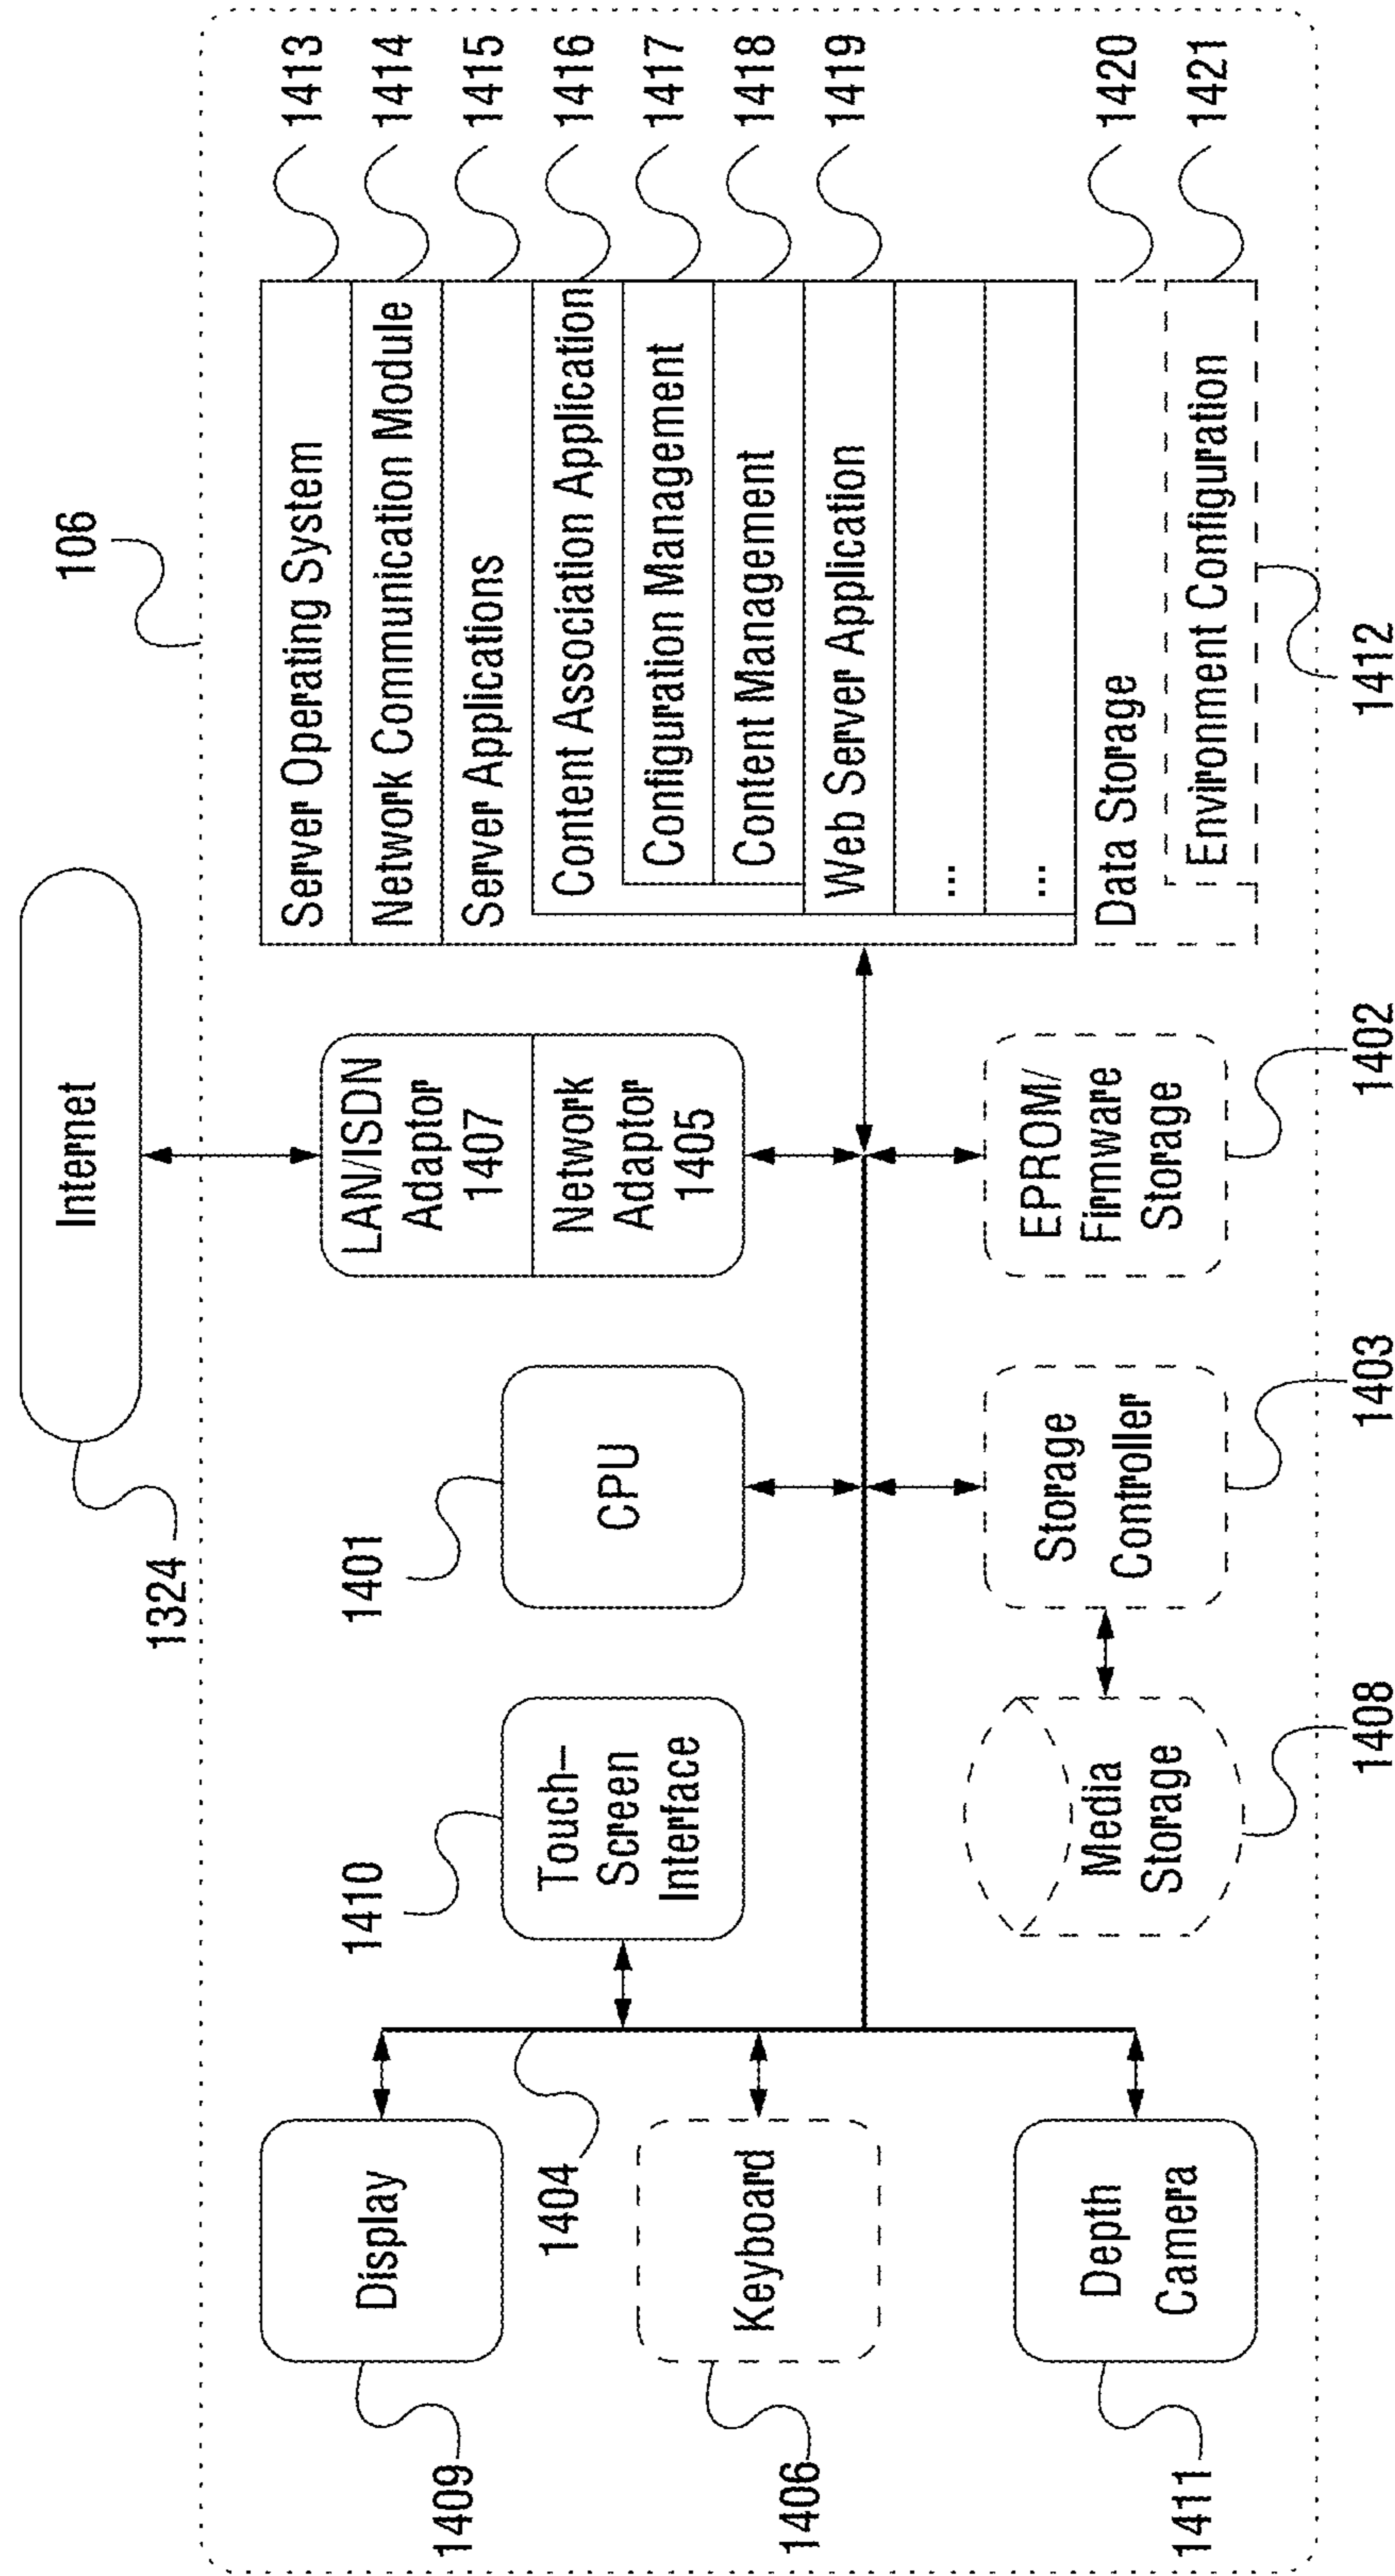 Internet
1324
106
Display
1409
Keyboard
1406
Depth
Camera
1411
1404
Touch–
Screen
Interface
1410
CPU
1401
LAN/ISDN
Adaptor
1407
Network
Adaptor
1405
Media
Storage
1408
Storage
Controller
1403
EPROM/
Firmware
Storage
1402
Server Operating System
1413
Network Communication Module
1414
Server Applications
1415
Content Association Application
1416
Configuration Management
1417
Content Management
1418
Web Server Application
1419
...
...
Data Storage
1420
Environment Configuration
1421
1412